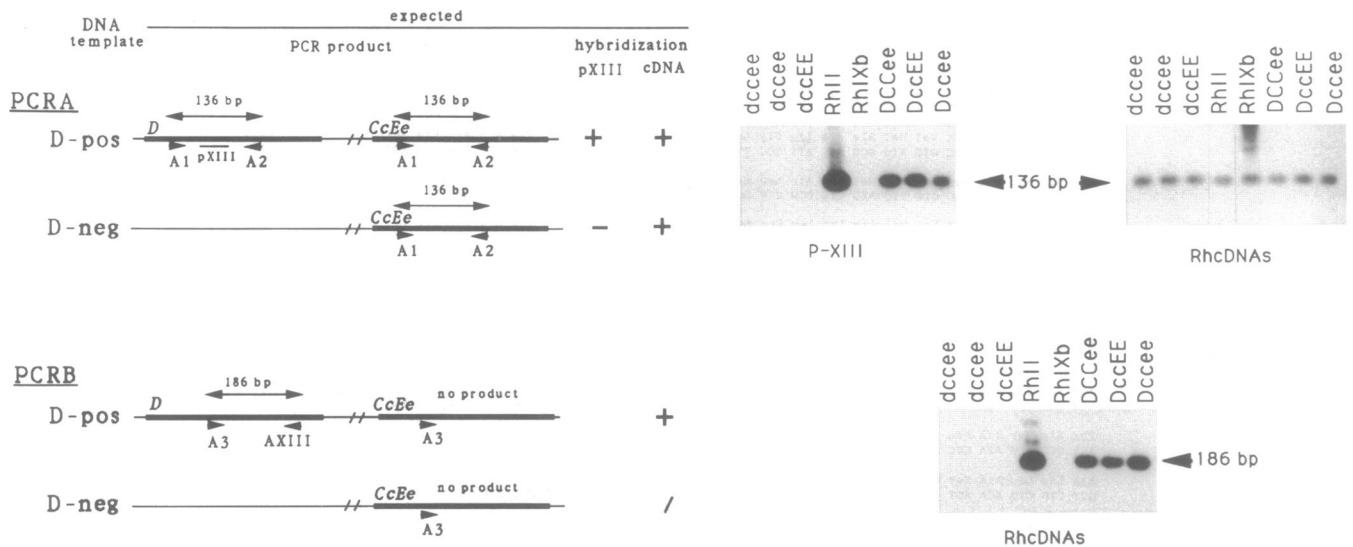 DNA template
expected
PCR product
hybridization
pXIII cDNA
PCRA
136 bp 136 bp
D-pos D CcEe + +
A1 pXIII A2 A1 A2
136 bp
D-neg CcEe − +
A1 A2
PCRB
186 bp no product
D-pos D CcEe +
A3 AXIII A3
no product
D-neg CcEe /
A3
dccee dccee dccEE RhII RhIXb DCCee DccEE Dccee
136 bp
P-XIII
dccee dccee dccEE RhII RhIXb DCCee DccEE Dccee
RhcDNAs
dccee dccee dccEE RhII RhIXb DCCee DccEE Dccee
186 bp
RhcDNAs